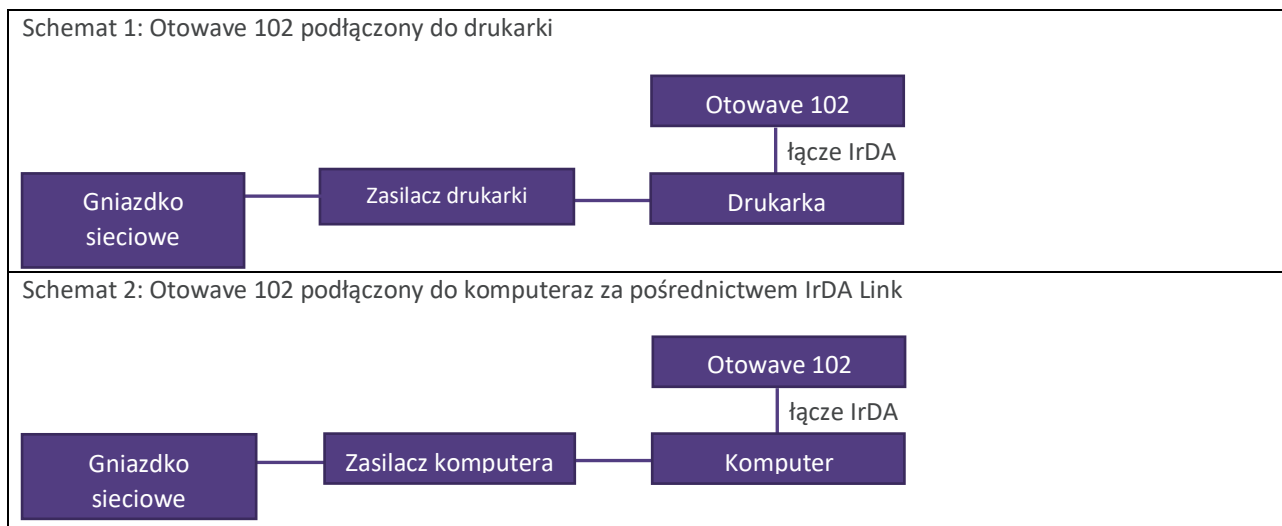 Schemat 1: Otowave 102 podłączony do drukarki
Otowave 102
łącze IrDA
Gniazdko
sieciowe
Zasilacz drukarki
Drukarka
Schemat 2: Otowave 102 podłączony do komputeraz za pośrednictwem IrDA Link
Otowave 102
łącze IrDA
Gniazdko
sieciowe
Zasilacz komputera
Komputer